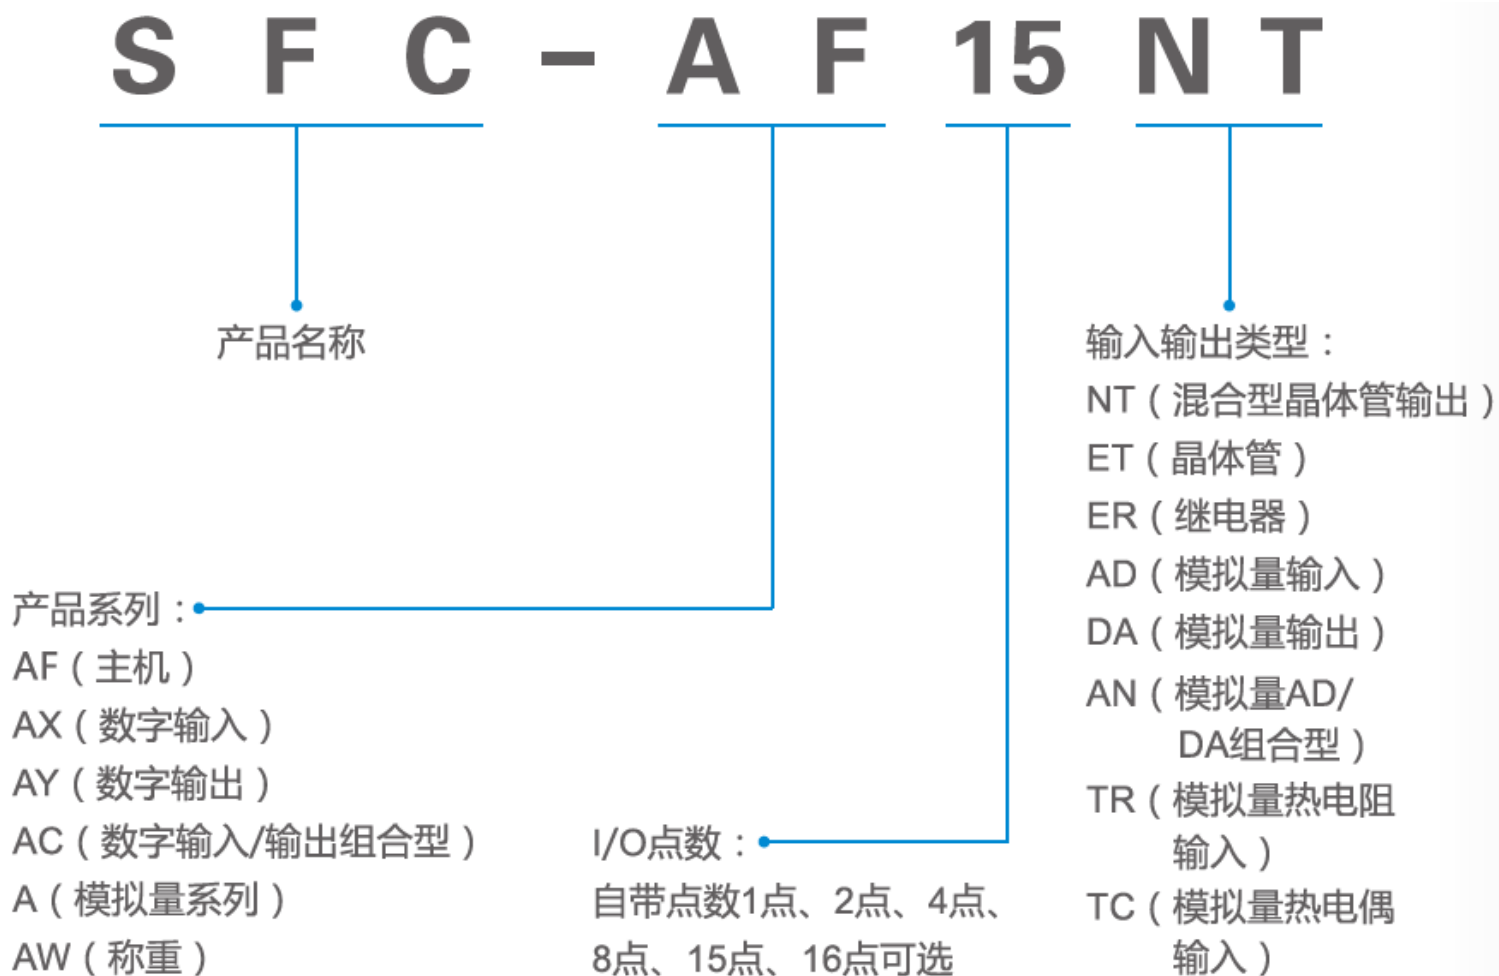 SFC-AF15NT
产品名称
输入输出类型：
NT（混合型晶体管输出）
ET（晶体管）
ER（继电器）
AD（模拟量输入）
DA（模拟量输出）
AN（模拟量AD/
DA组合型）
TR（模拟量热电阻
输入）
TC（模拟量热电偶
输入）
产品系列：
AF（主机）
AX（数字输入）
AY（数字输出）
AC（数字输入/输出组合型）
A（模拟量系列）
AW（称重）
I/O点数：
自带点数1点、2点、4点、
8点、15点、16点可选